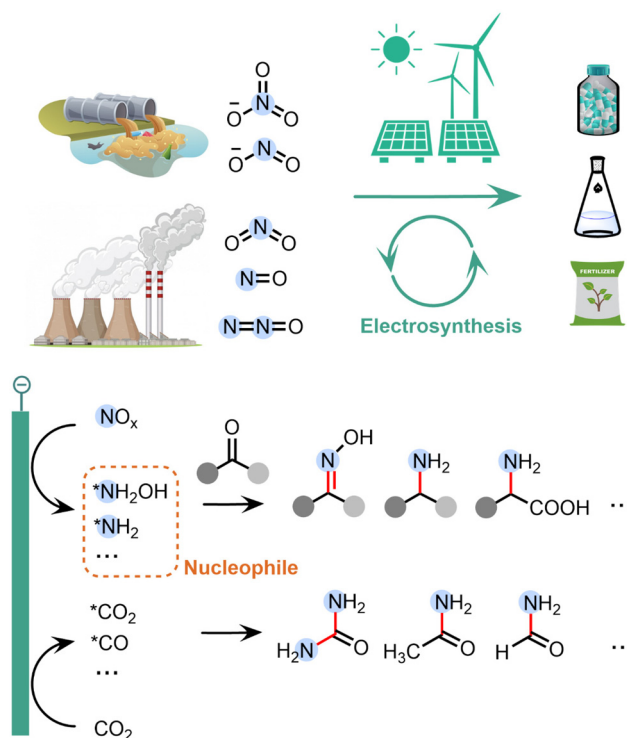 O
⁻O N O
⁻O N O
O N O
N=O
N=N=O
Electrosynthesis
FERTILIZER
⊖
NOₓ
*NH₂OH
*NH₂
...
Nucleophile
O
OH
N
NH₂
NH₂
COOH
..
*CO₂
*CO
...
CO₂
NH₂
H₂N O
NH₂
H₃C O
NH₂
H O
..